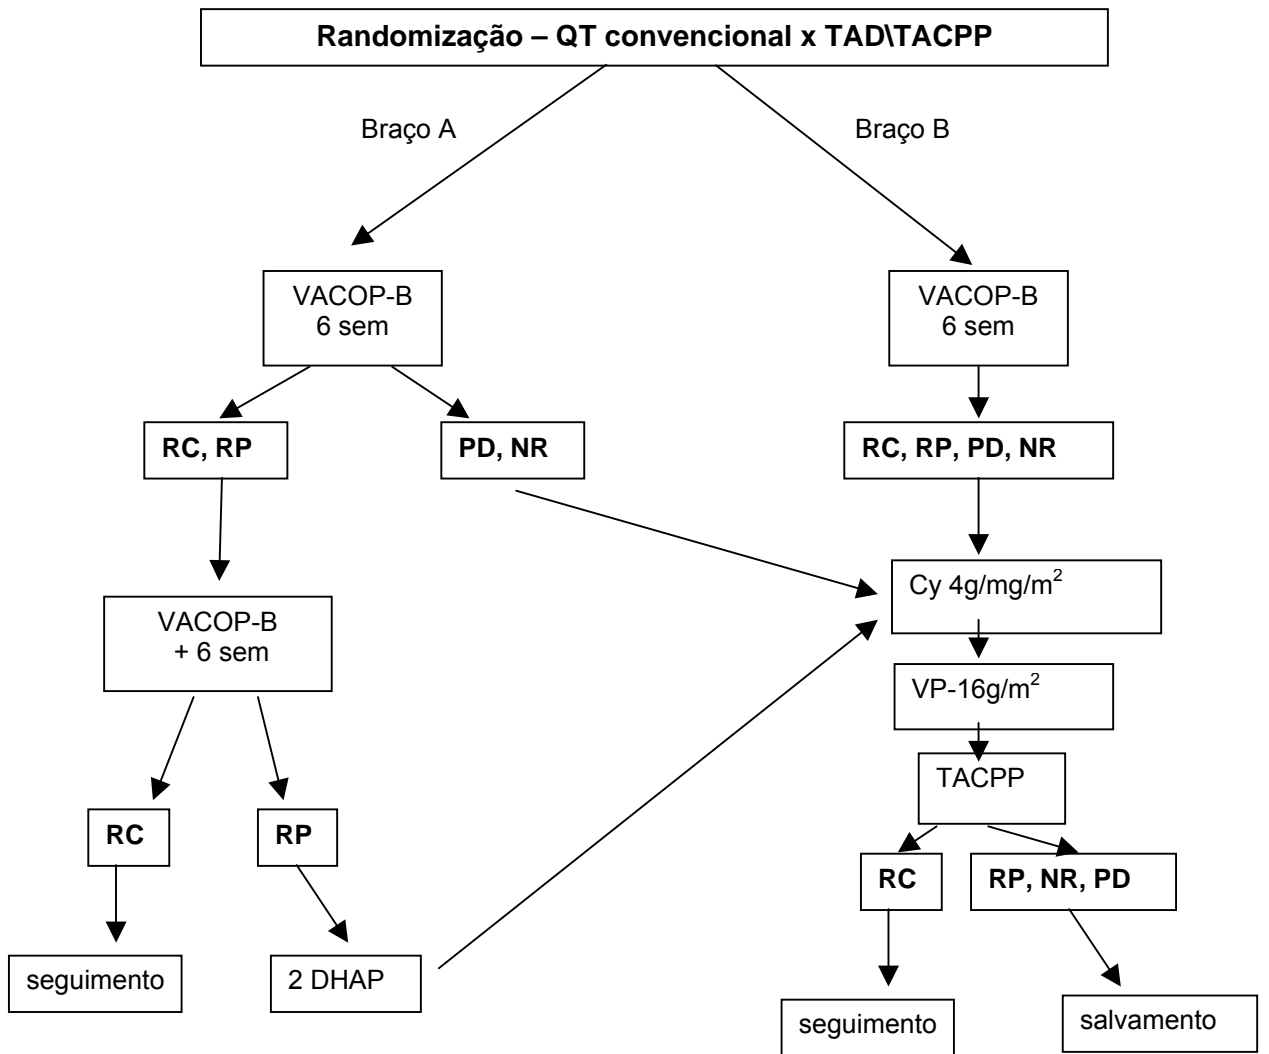 Randomização – QT convencional x TAD\TACPP
Braço A
Braço B
VACOP-B
6 sem
VACOP-B
6 sem
RC, RP
PD, NR
RC, RP, PD, NR
Cy 4g/mg/m²
VACOP-B
+ 6 sem
VP-16g/m²
TACPP
RC
RP
RC
RP, NR, PD
seguimento
2 DHAP
seguimento
salvamento